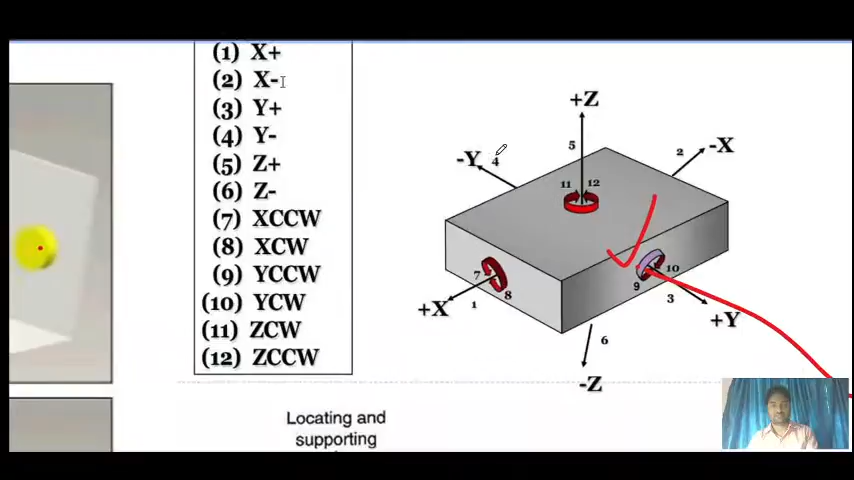 (1) X+
(2) X-
(3) Y+
(4) Y-
(5) Z+
(6) Z-
(7) XCCW
(8) XCW
(9) YCCW
(10) YCW
(11) ZCW
(12) ZCCW
+Z
5
-Y 4
2 -X
11 12
7
8
9
10
+X
1
3
+Y
6
-Z
Locating and
supporting